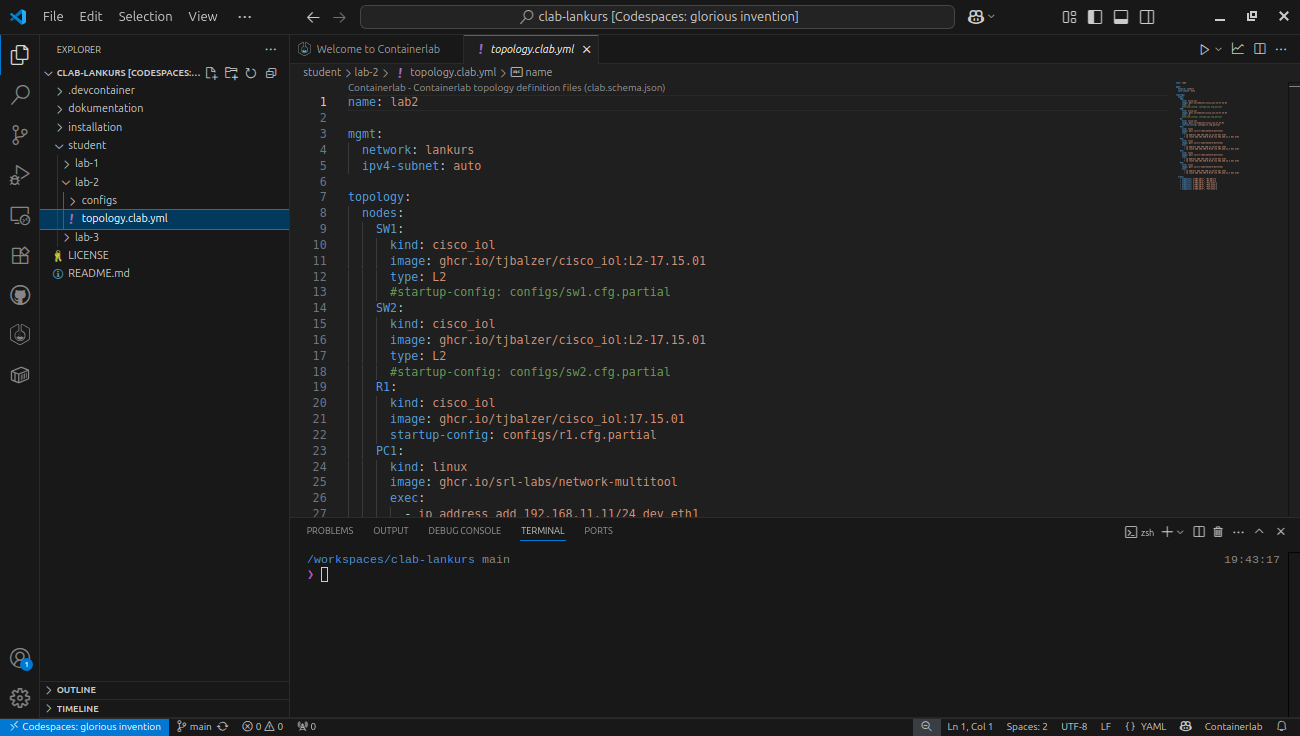 File Edit Selection View ··· clab-lankurs [Codespaces: glorious invention]
EXPLORER ···
CLAB-LANKURS [CODESPACES:...
.devcontainer
dokumentation
installation
student
lab-1
lab-2
configs
! topology.clab.yml
lab-3
LICENSE
README.md
OUTLINE
TIMELINE
Welcome to Containerlab
! topology.clab.yml
student > lab-2 > ! topology.clab.yml > name
Containerlab - Containerlab topology definition files (clab.schema.json)
1 name: lab2
2
3 mgmt:
4 network: lankurs
5 ipv4-subnet: auto
6
7 topology:
8 nodes:
9 SW1:
10 kind: cisco_iol
11 image: ghcr.io/tjbalzer/cisco_iol:L2-17.15.01
12 type: L2
13 #startup-config: configs/sw1.cfg.partial
14 SW2:
15 kind: cisco_iol
16 image: ghcr.io/tjbalzer/cisco_iol:L2-17.15.01
17 type: L2
18 #startup-config: configs/sw2.cfg.partial
19 R1:
20 kind: cisco_iol
21 image: ghcr.io/tjbalzer/cisco_iol:17.15.01
22 startup-config: configs/r1.cfg.partial
23 PC1:
24 kind: linux
25 image: ghcr.io/srl-labs/network-multitool
26 exec:
27 - ip address add 192.168.11.11/24 dev eth1
PROBLEMS OUTPUT DEBUG CONSOLE TERMINAL PORTS zsh
/workspaces/clab-lankurs main 19:43:17
❯
1
Codespaces: glorious invention main 0 0 0 Ln 1, Col 1 Spaces: 2 UTF-8 LF {} YAML Containerlab